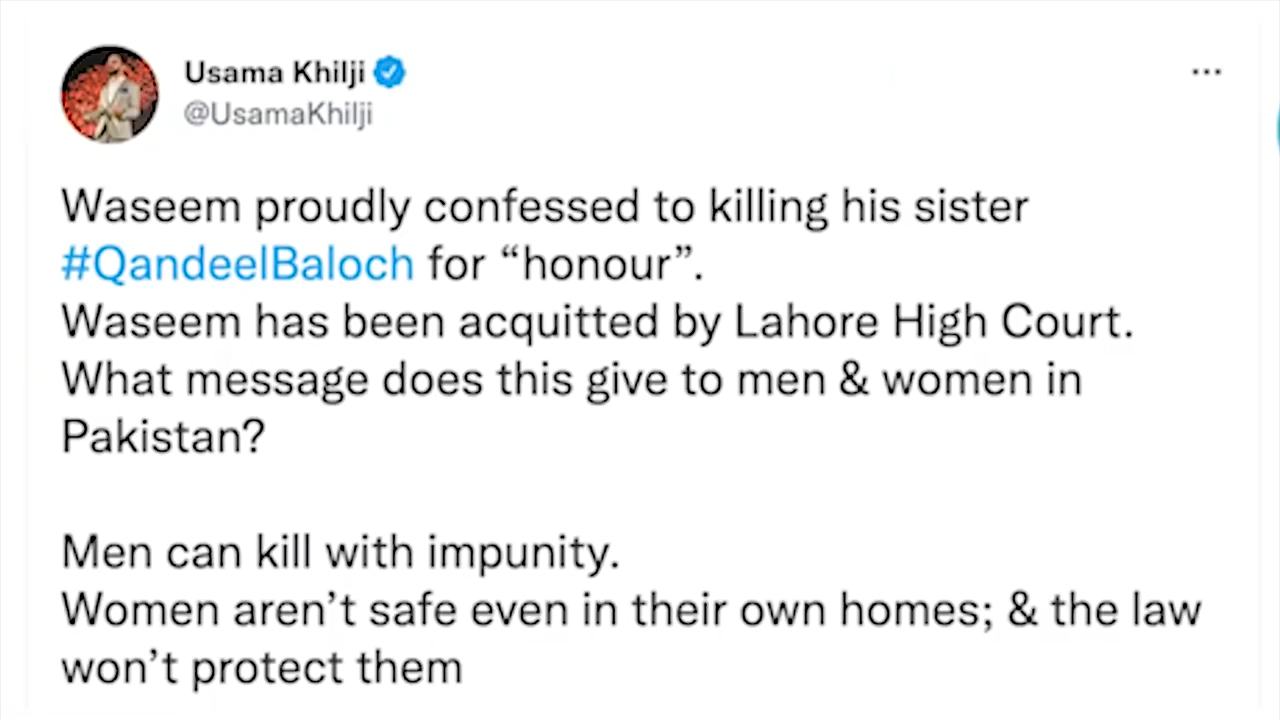 Usama Khilji
@UsamaKhilji
Waseem proudly confessed to killing his sister
#QandeelBaloch for “honour”.
Waseem has been acquitted by Lahore High Court.
What message does this give to men & women in
Pakistan?
Men can kill with impunity.
Women aren’t safe even in their own homes; & the law
won’t protect them